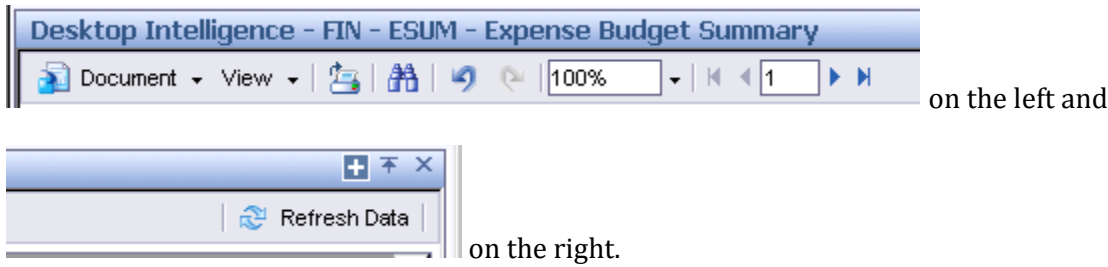 Desktop Intelligence - FIN - ESUM - Expense Budget Summary
Document View 100% 1 on the left and
Refresh Data on the right.